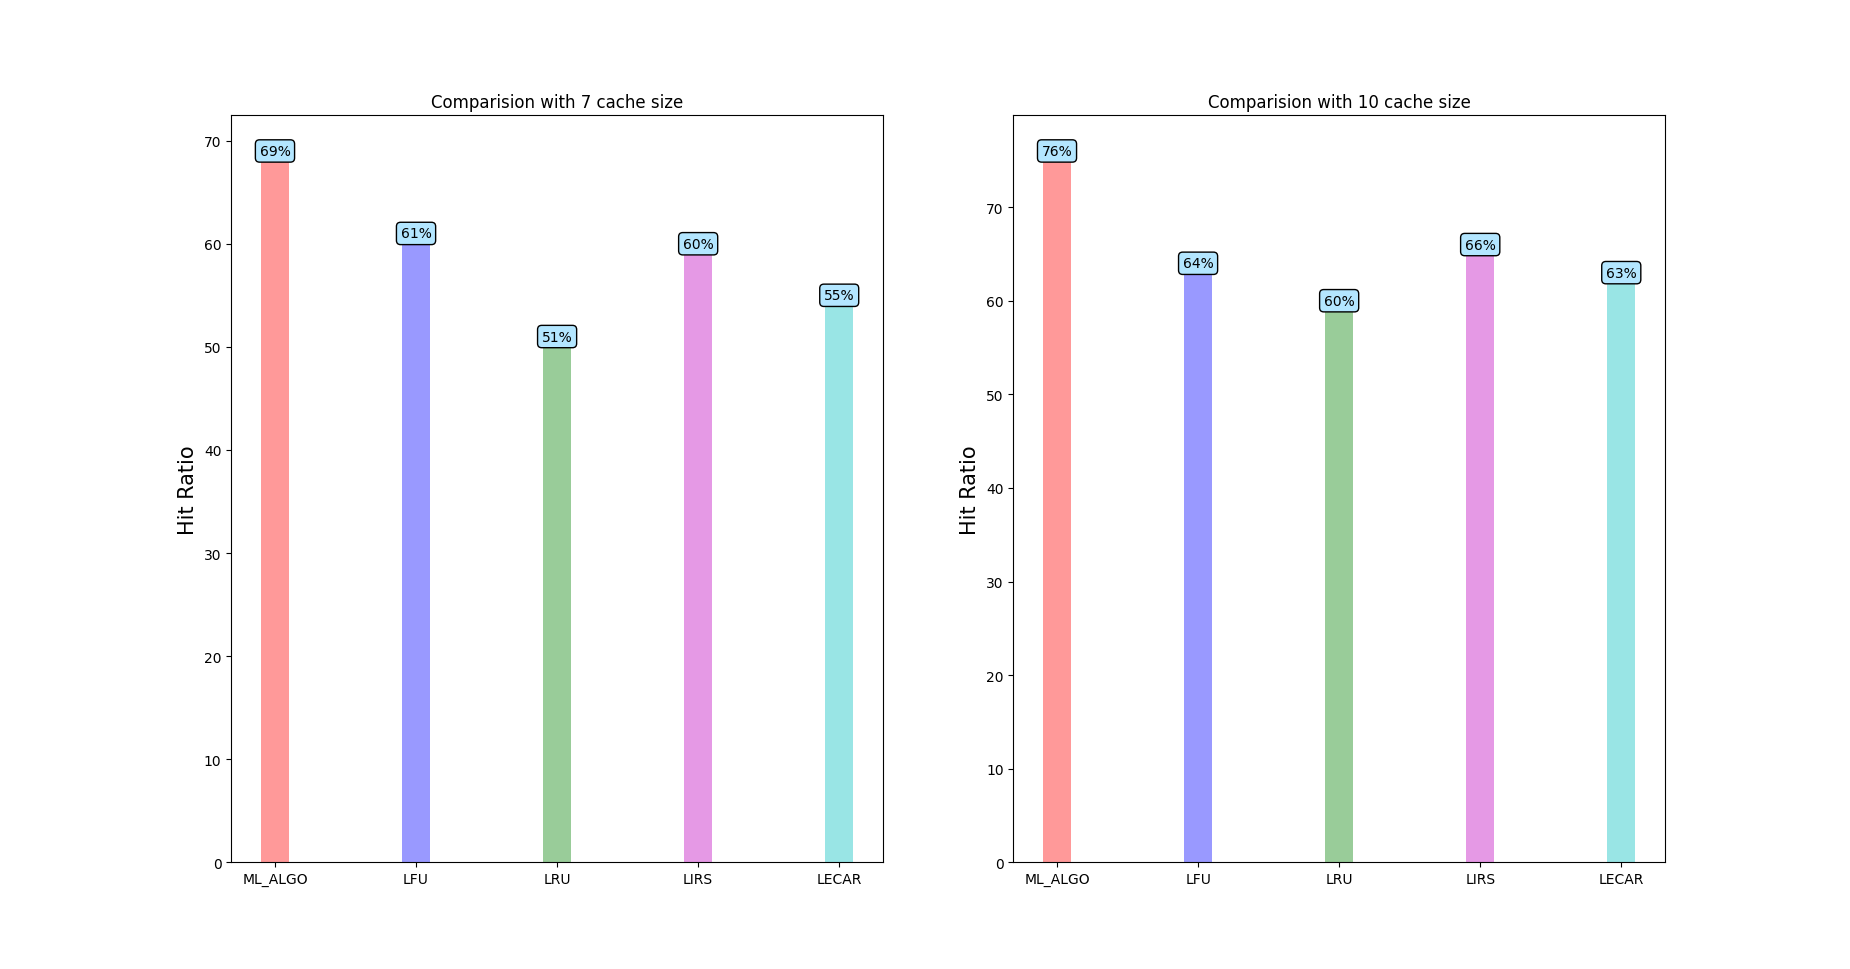 Comparision with 7 cache size
70
60
50
40
30
20
10
0
Hit Ratio
69%
61%
51%
60%
55%
ML_ALGO
LFU
LRU
LIRS
LECAR
Comparision with 10 cache size
70
60
50
40
30
20
10
0
Hit Ratio
76%
64%
60%
66%
63%
ML_ALGO
LFU
LRU
LIRS
LECAR